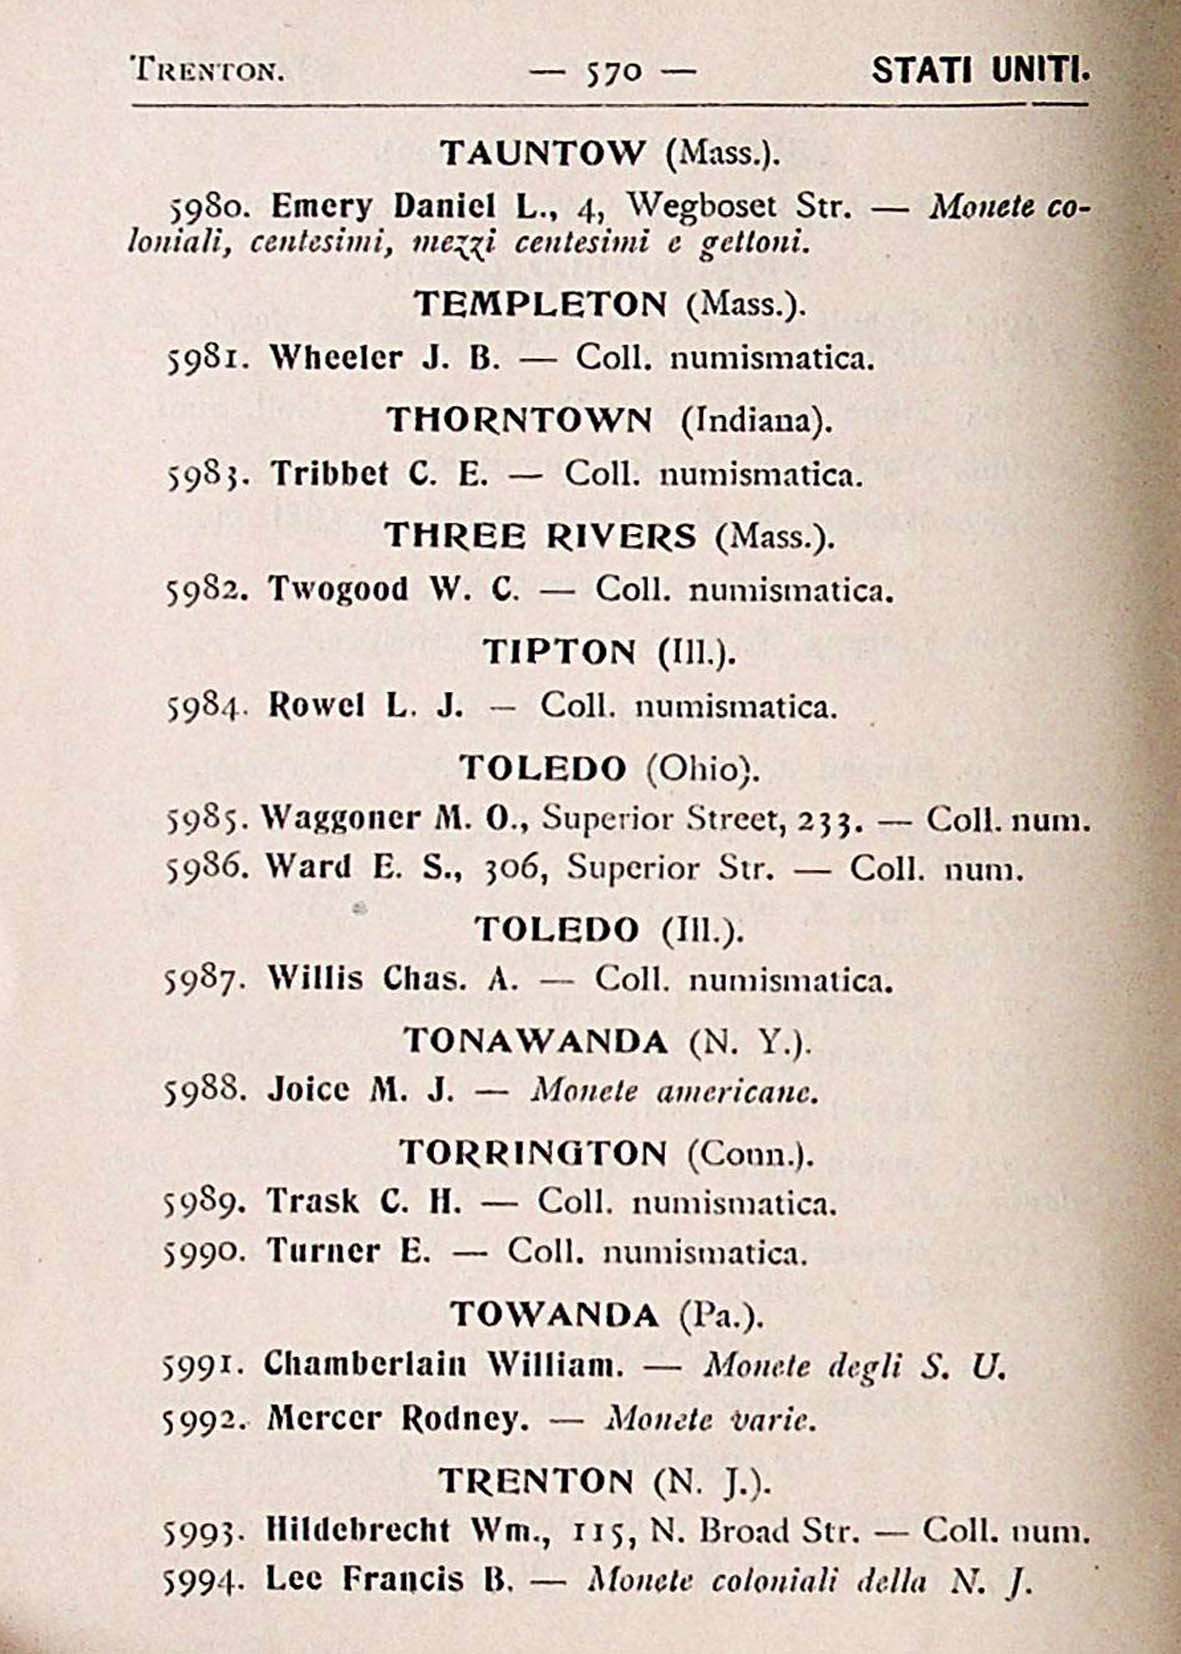 TRENTON. — 570 — STATI UNITI.
TAUNTOW (Mass.).
5980. Emery Daniel L., 4, Wegboset Str. — Monete co-
loniali, centesimi, mezzi centesimi e gettoni.
TEMPLETON (Mass.).
5981. Wheeler J. B. — Coll. numismatica.
THORNTOWN (Indiana).
5983. Tribbet C. E. — Coll. numismatica.
THREE RIVERS (Mass.).
5982. Twogood W. C. — Coll. numismatica.
TIPTON (Ill.).
5984. Rowel L. J. — Coll. numismatica.
TOLEDO (Ohio).
5985. Waggoner M. O., Superior Street, 233. — Coll. num.
5986. Ward E. S., 306, Superior Str. — Coll. num.
TOLEDO (Ill.).
5987. Willis Chas. A. — Coll. numismatica.
TONAWANDA (N. Y.).
5988. Joice M. J. — Monete americane.
TORRINGTON (Conn.).
5989. Trask C. H. — Coll. numismatica.
5990. Turner E. — Coll. numismatica.
TOWANDA (Pa.).
5991. Chamberlain William. — Monete degli S. U.
5992. Mercer Rodney. — Monete varie.
TRENTON (N. J.).
5993. Hildebrecht Wm., 115, N. Broad Str. — Coll. num.
5994. Lee Francis B. — Monete coloniali della N. J.